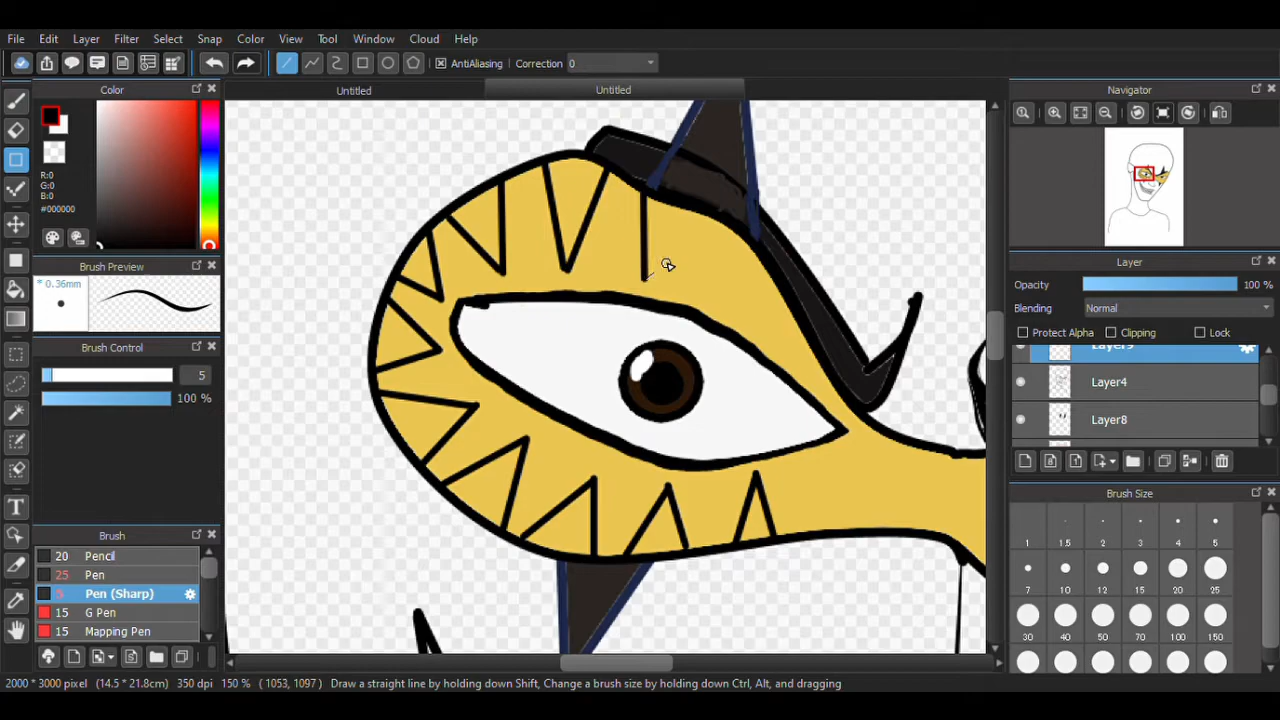 File Edit Layer Filter Select Snap Color View Tool Window Cloud Help
AntiAliasing Correction 0
Color
R:0
G:0
B:0
#000000
Brush Preview
* 0.36mm
Brush Control
5
100 %
Brush
20 Pencil
25 Pen
5 Pen (Sharp)
15 G Pen
15 Mapping Pen
Untitled Untitled
Navigator
Layer
Opacity 100 %
Blending Normal
Protect Alpha Clipping Lock
Layer9
Layer4
Layer8
Brush Size
1 1.5 2 3 4 5
7 10 12 15 20 25
30 40 50 70 100 150
2000 * 3000 pixel (14.5 * 21.8cm) 350 dpi 150 % ( 1053, 1097 ) Draw a straight line by holding down Shift, Change a brush size by holding down Ctrl, Alt, and dragging